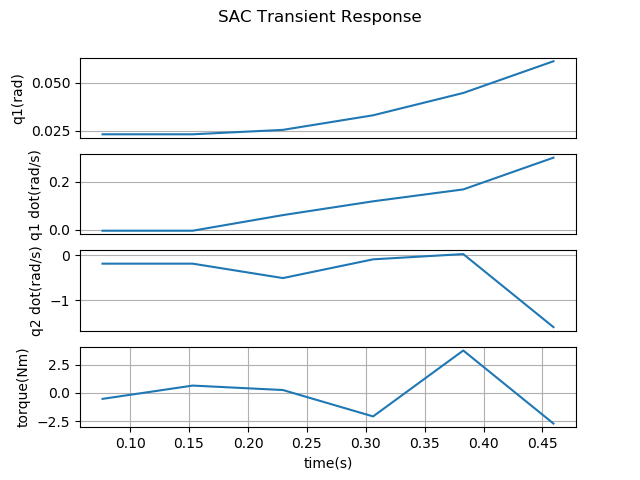 SAC Transient Response
q1(rad)
0.050
0.025
q1 dot(rad/s)
0.2
0.0
q2 dot(rad/s)
0
−1
torque(Nm)
2.5
0.0
−2.5
0.10 0.15 0.20 0.25 0.30 0.35 0.40 0.45
time(s)